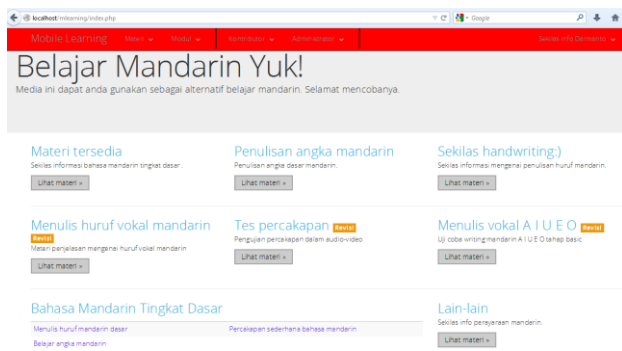 localhost/mlearning/index.php
Google
Mobile Learning Materi Modul Kontributor Administrator Sekilas info Darmanto
Belajar Mandarin Yuk!
Media ini dapat anda gunakan sebagai alternatif belajar mandarin. Selamat mencobanya.
Materi tersedia
Sekilas informasi bahasa mandarin tingkat dasar.
Lihat materi »
Penulisan angka mandarin
Penulisan angka dasar mandarin.
Lihat materi »
Sekilas handwriting:)
Sekilas informasi mengenai penulisan huruf mandarin.
Lihat materi »
Menulis huruf vokal mandarin
Revisi
Materi penjelasan mengenai huruf vokal mandarin
Lihat materi »
Tes percakapan Revisi
Pengujian percakapan dalam audio-video
Lihat materi »
Menulis vokal A I U E O Revisi
Uji coba writing mandarin A I U E O tahap basic
Lihat materi »
Bahasa Mandarin Tingkat Dasar
Menulis huruf mandarin dasar
Percakapan sederhana bahasa mandarin
Belajar angka mandarin
Lain-lain
Sekilas info perayaraan mandarin.
Lihat materi »